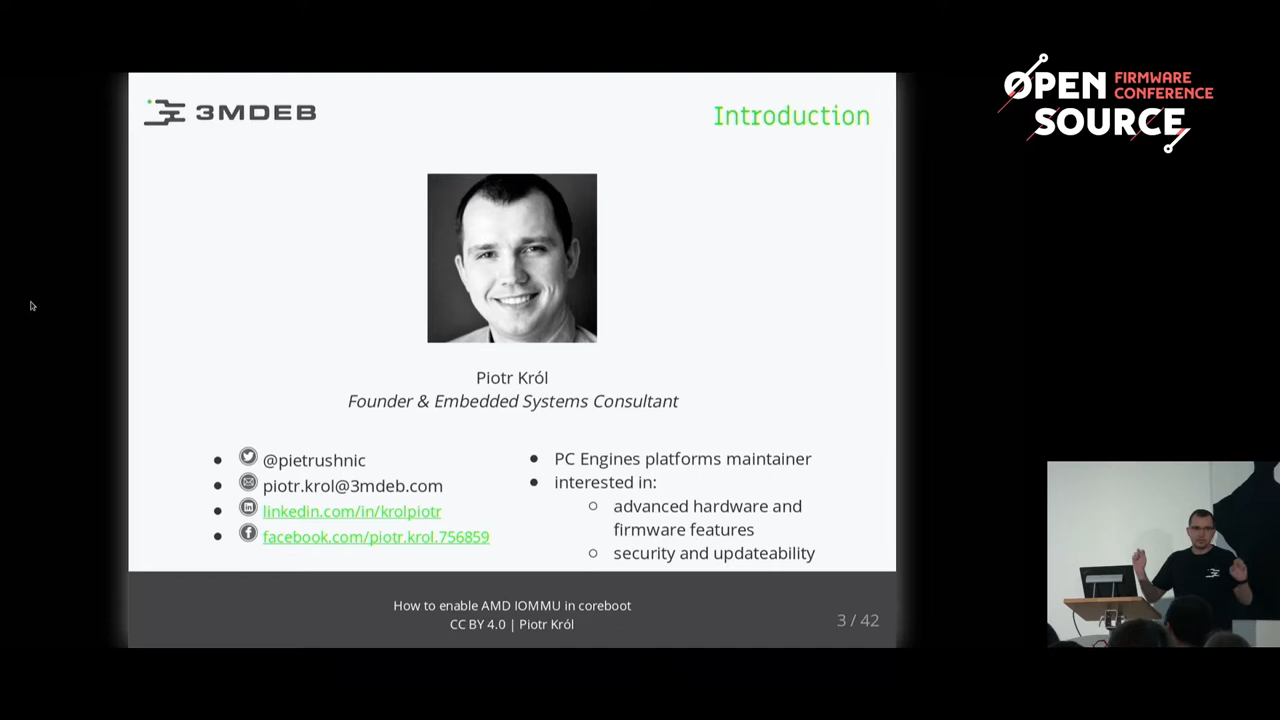 3MDEB
Introduction
Piotr Król
Founder & Embedded Systems Consultant
@pietrushnic
piotr.krol@3mdeb.com
linkedin.com/in/krolpiotr
facebook.com/piotr.krol.756859
PC Engines platforms maintainer
interested in:
advanced hardware and
firmware features
security and updateability
How to enable AMD IOMMU in coreboot
CC BY 4.0 | Piotr Król
3 / 42
OPEN FIRMWARE
CONFERENCE
SOURCE